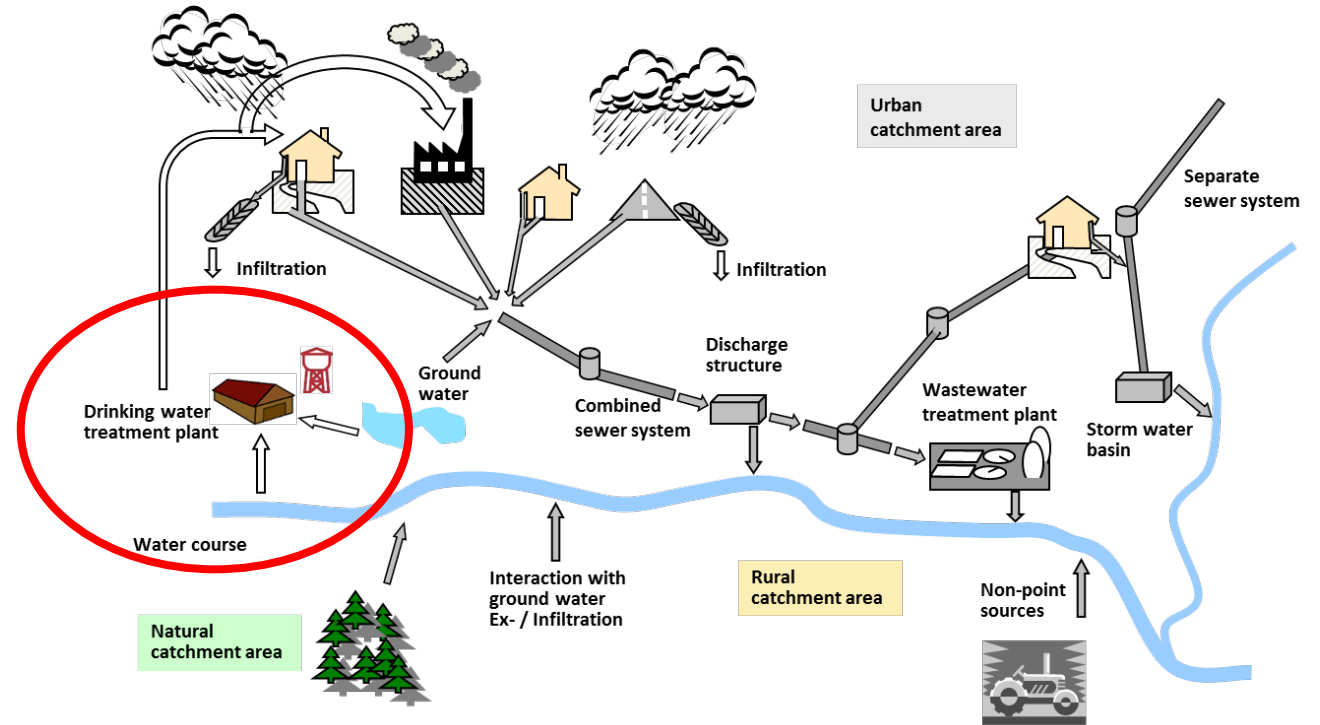 Urban
catchment area
Separate
sewer system
Infiltration
Infiltration
Discharge
structure
Ground
water
Drinking water
treatment plant
Combined
sewer system
Wastewater
treatment plant
Storm water
basin
Water course
Interaction with
ground water
Ex- / Infiltration
Rural
catchment area
Non-point
sources
Natural
catchment area